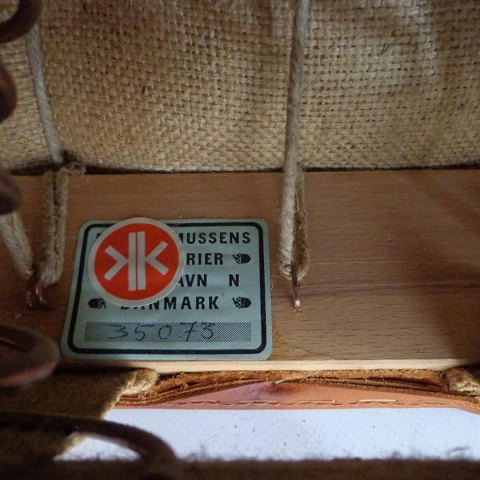 MUSSENS
RIER
AVN N
DANMARK
35073